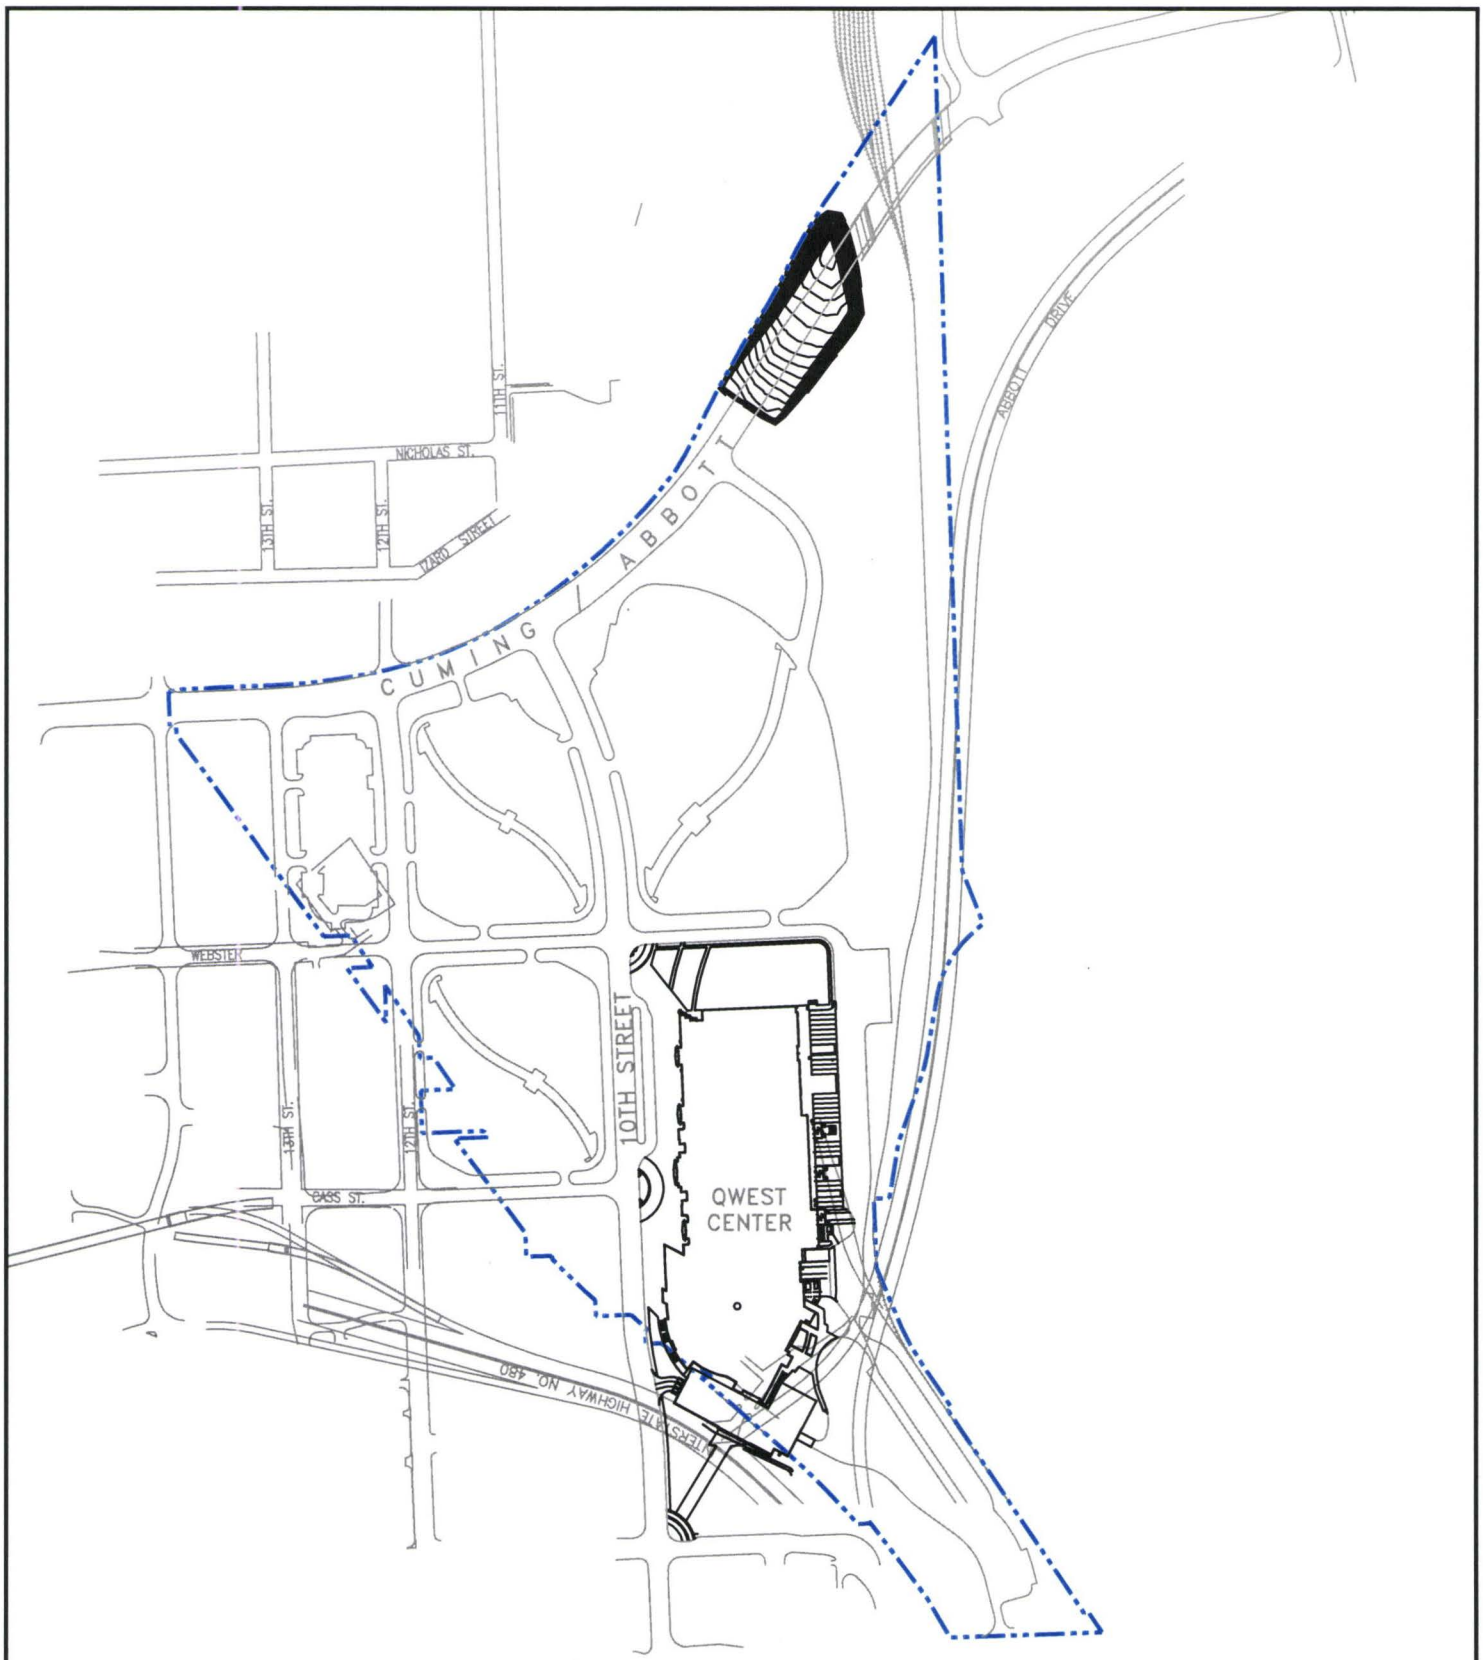 DRIVE
ABBOTT
11TH ST.
NICHOLAS ST.
13TH ST.
12TH ST.
IZARD STREET
ABBOTT
CUMING
WEBSTER
10TH STREET
13TH ST.
12TH ST.
CASS ST.
QWEST
CENTER
NTERSTATE HIGHWAY NO. 480